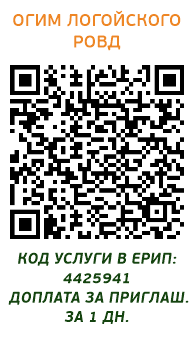 ОГИМ ЛОГОЙСКОГО
РОВД
КОД УСЛУГИ В ЕРИП:
4425941
ДОПЛАТА ЗА ПРИГЛАШ.
ЗА 1 ДН.